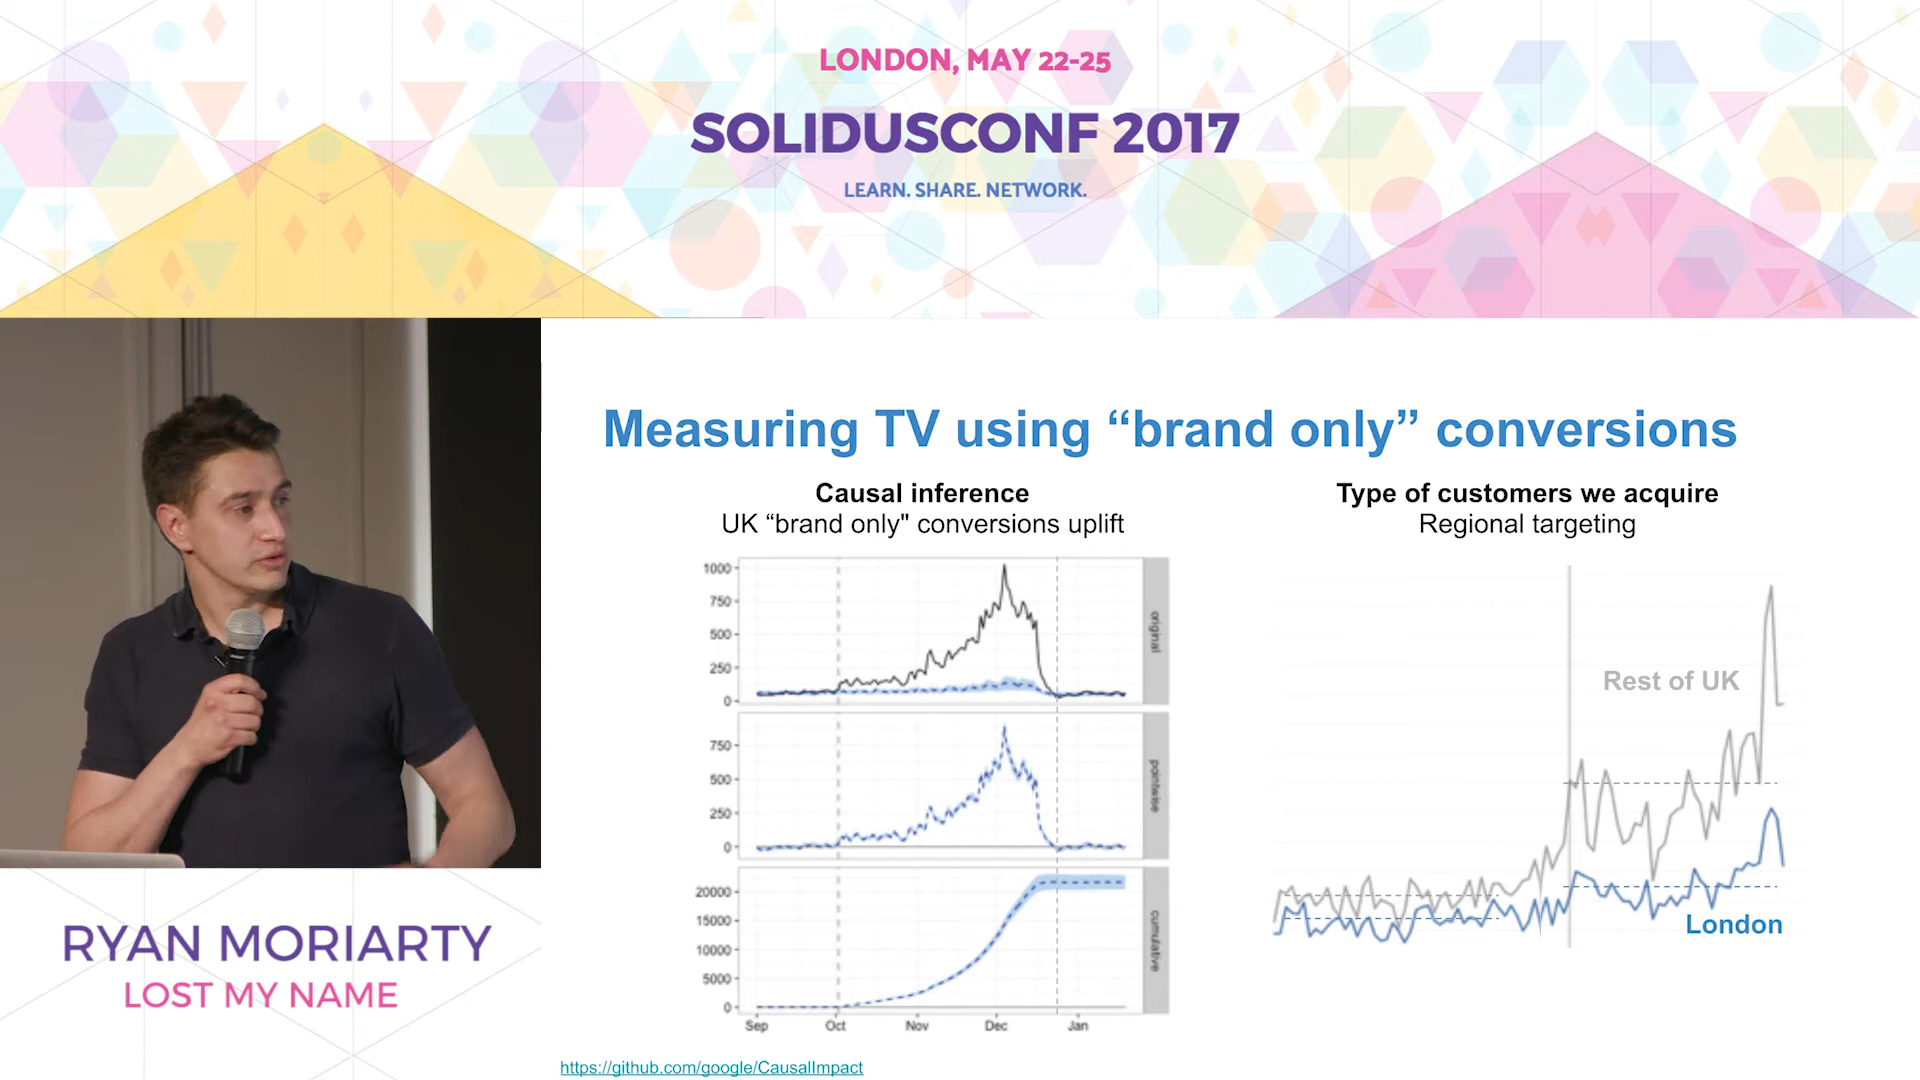 LONDON, MAY 22-25
SOLIDUSCONF 2017
LEARN. SHARE. NETWORK.
Measuring TV using “brand only” conversions
Causal inference
UK “brand only" conversions uplift
1000
750
500
250
0
original
750
500
250
0
pointwise
20000
15000
10000
5000
0
cumulative
Sep Oct Nov Dec Jan
Type of customers we acquire
Regional targeting
Rest of UK
London
RYAN MORIARTY
LOST MY NAME
https://github.com/google/CausalImpact